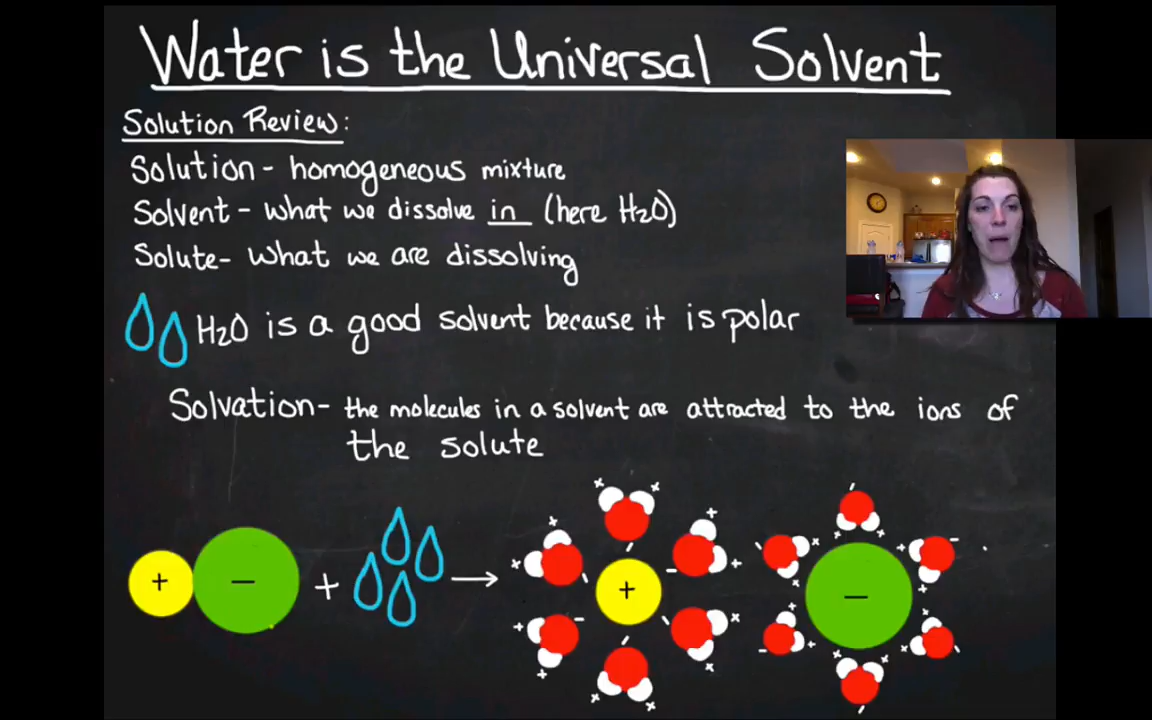 Water is the Universal Solvent
Solution Review:
Solution - homogeneous mixture
Solvent - what we dissolve in (here H2O)
Solute - what we are dissolving
H2O is a good solvent because it is polar
Solvation - the molecules in a solvent are attracted to the ions of
the solute
+ − + → + −